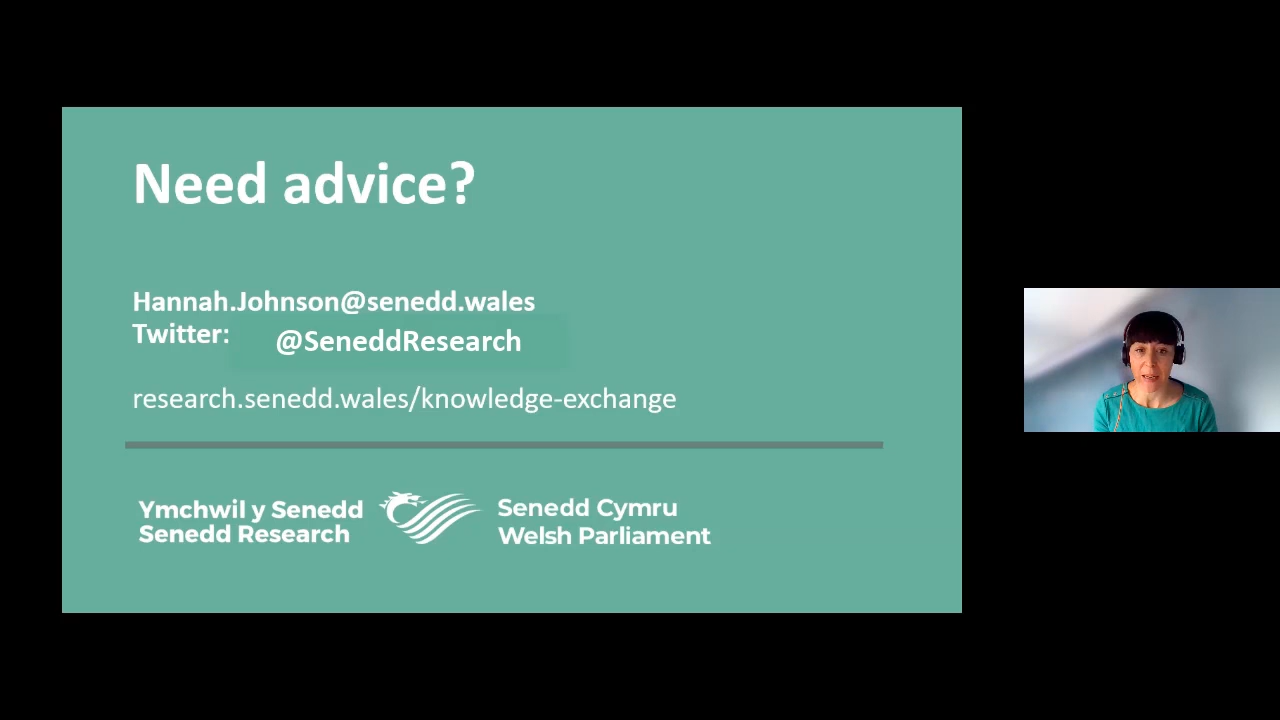 Need advice?
Hannah.Johnson@senedd.wales
Twitter: @SeneddResearch
research.senedd.wales/knowledge-exchange
Ymchwil y Senedd
Senedd Research
Senedd Cymru
Welsh Parliament